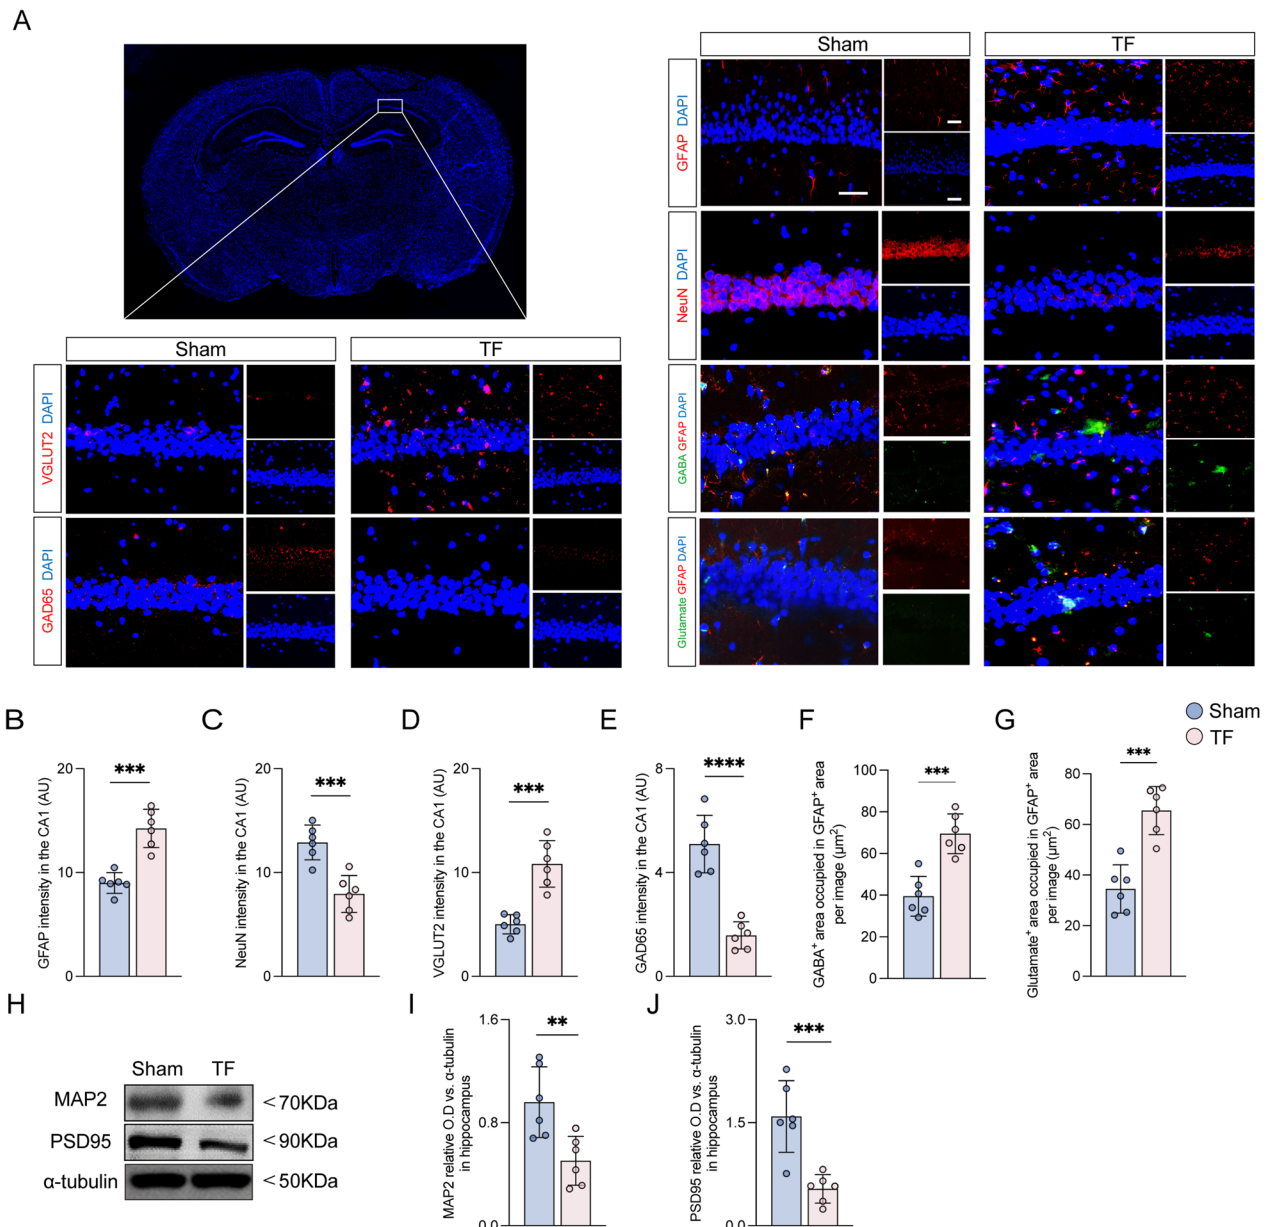 A
Sham
TF
GFAP DAPI
NeuN DAPI
GABA GFAP DAPI
Glutamate GFAP DAPI
Sham
TF
VGLUT2 DAPI
GAD65 DAPI
Sham
TF
B
GFAP intensity in the CA1 (AU)
20
10
0
***
C
NeuN intensity in the CA1 (AU)
20
10
0
***
D
VGLUT2 intensity in the CA1 (AU)
20
10
0
***
E
GAD65 intensity in the CA1 (AU)
8
4
0
****
F
GABA⁺ area occupied in GFAP⁺ area
per image (μm²)
100
80
60
40
20
0
***
G
Glutamate⁺ area occupied in GFAP⁺ area
per image (μm²)
80
60
40
20
0
***
H
Sham TF
MAP2 <70KDa
PSD95 <90KDa
α-tubulin <50KDa
I
MAP2 relative O.D vs. α-tubulin
in hippocampus
1.6
0.8
0.0
**
J
PSD95 relative O.D vs. α-tubulin
in hippocampus
3.0
1.5
0.0
***